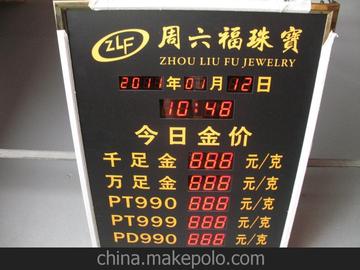 ZLF 周六福珠寶
ZHOU LIU FU JEWELRY
2011年01月12日
10:48
今日金价
千足金 888 元/克
万足金 888 元/克
PT990 888 元/克
PT999 888 元/克
PD990 888 元/克
china.makepolo.com